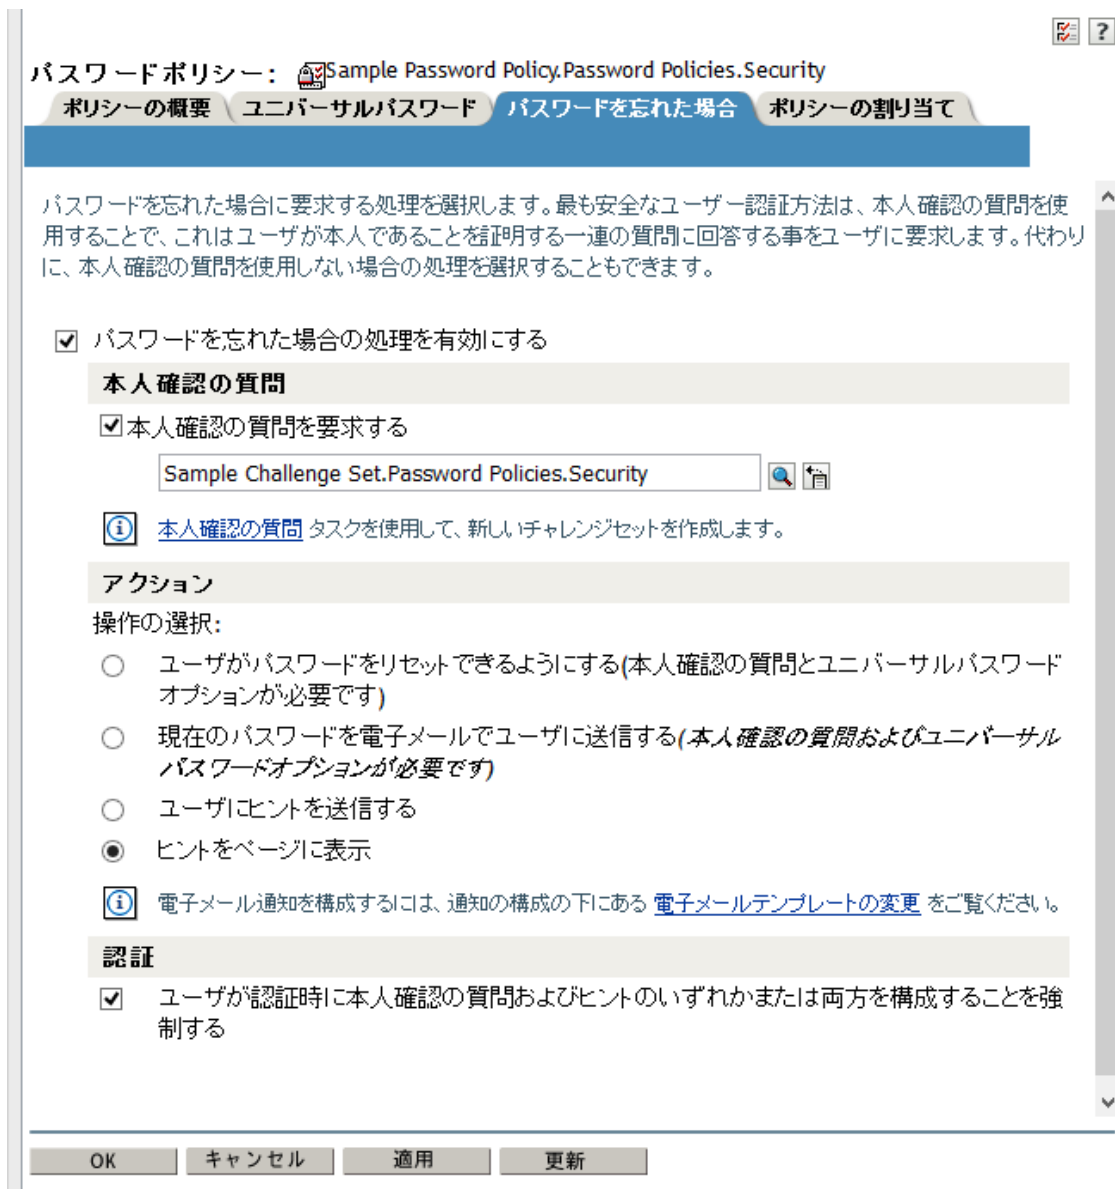 ?
パスワードポリシー: Sample Password Policy.Password Policies.Security
ポリシーの概要 ユニバーサルパスワード パスワードを忘れた場合 ポリシーの割り当て
パスワードを忘れた場合に要求する処理を選択します。最も安全なユーザー認証方法は、本人確認の質問を使
用することで、これはユーザが本人であることを証明する一連の質問に回答する事をユーザに要求します。代わり
に、本人確認の質問を使用しない場合の処理を選択することもできます。
パスワードを忘れた場合の処理を有効にする
本人確認の質問
本人確認の質問を要求する
Sample Challenge Set.Password Policies.Security
本人確認の質問 タスクを使用して、新しいチャレンジセットを作成します。
アクション
操作の選択:
ユーザがパスワードをリセットできるようにする(本人確認の質問とユニバーサルパスワード
オプションが必要です)
現在のパスワードを電子メールでユーザに送信する(本人確認の質問およびユニバーサル
パスワードオプションが必要です)
ユーザにヒントを送信する
ヒントをページに表示
電子メール通知を構成するには、通知の構成の下にある 電子メールテンプレートの変更 をご覧ください。
認証
ユーザが認証時に本人確認の質問およびヒントのいずれかまたは両方を構成することを強
制する
OK キャンセル 適用 更新